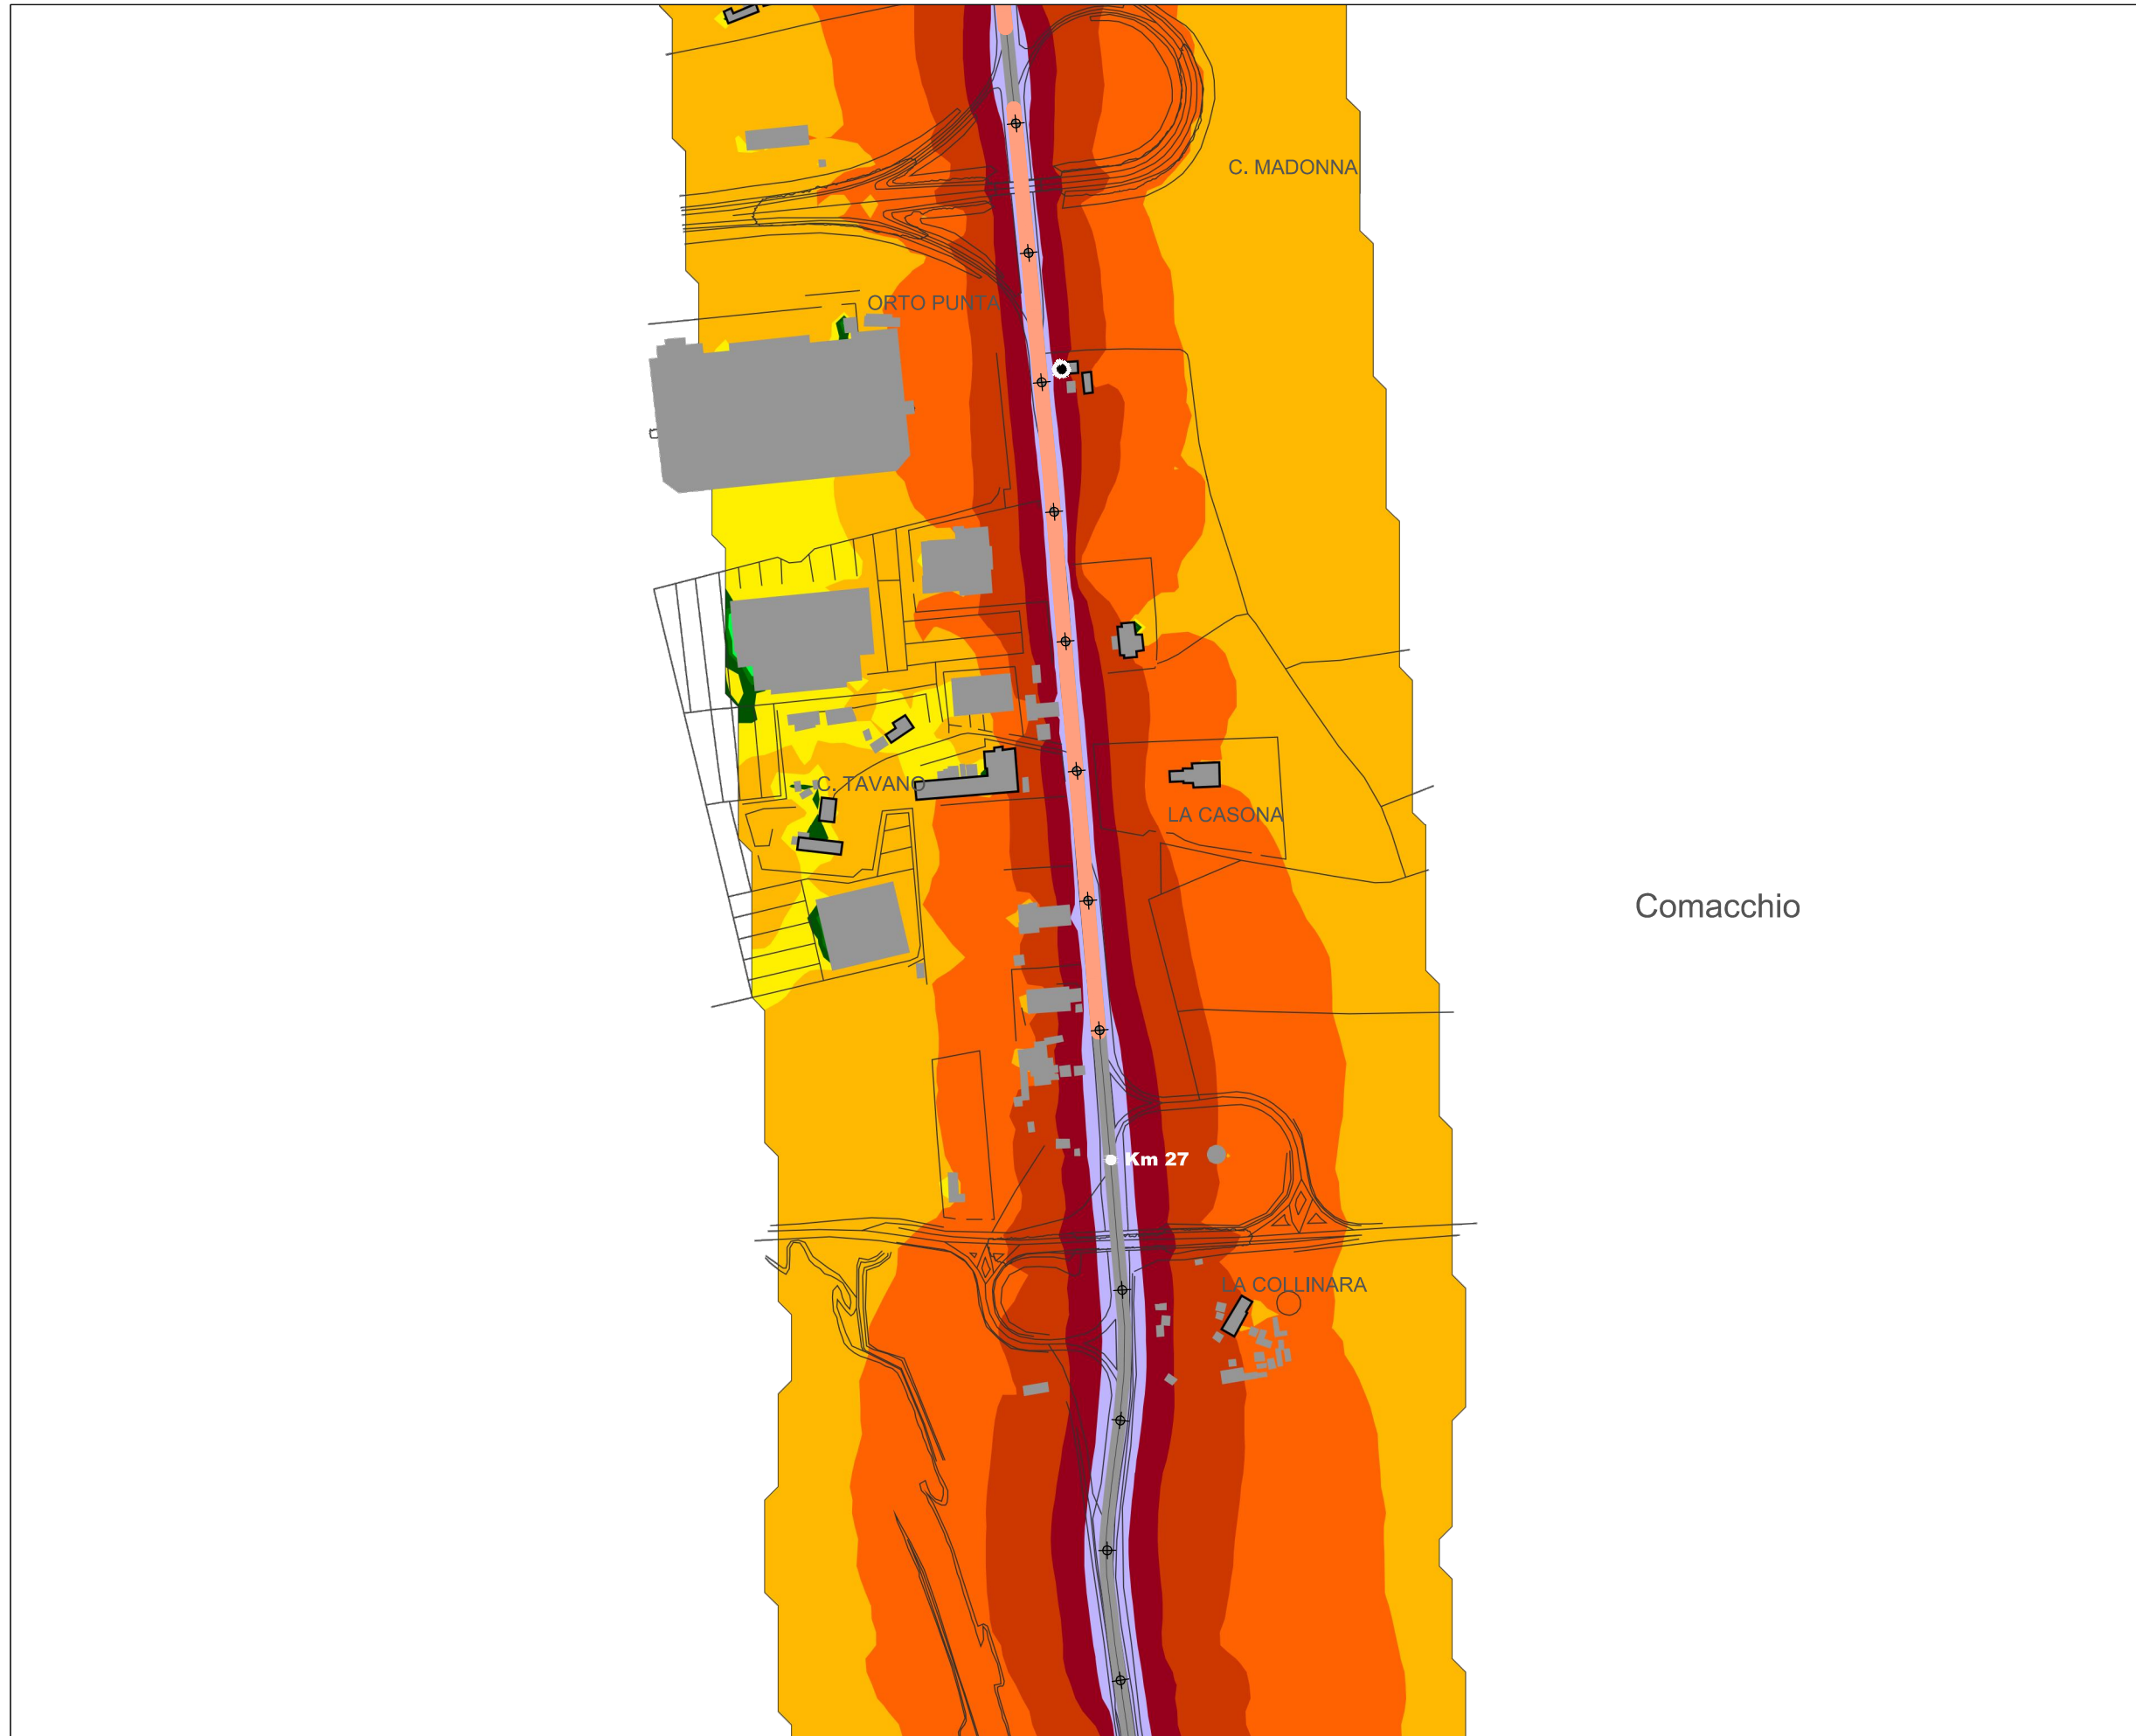 C. MADONNA
ORTO PUNTA
C. TAVANO
LA CASONA
Comacchio
Km 27
LA COLLINARA